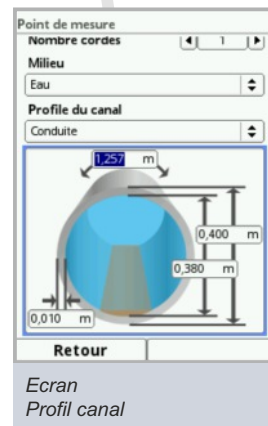 Point de mesure
Nombre cordes
1
Milieu
Eau
Profile du canal
Conduite
1,257 m
0,400 m
0,380 m
0,010 m
Retour
Ecran
Profil canal